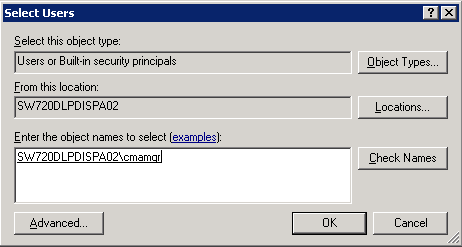 Select Users
Select this object type:
Users or Built-in security principals
Object Types...
From this location:
SW720DLPDISPA02
Locations...
Enter the object names to select (examples):
SW720DLPDISPA02\cmamgr
Check Names
Advanced...
OK
Cancel